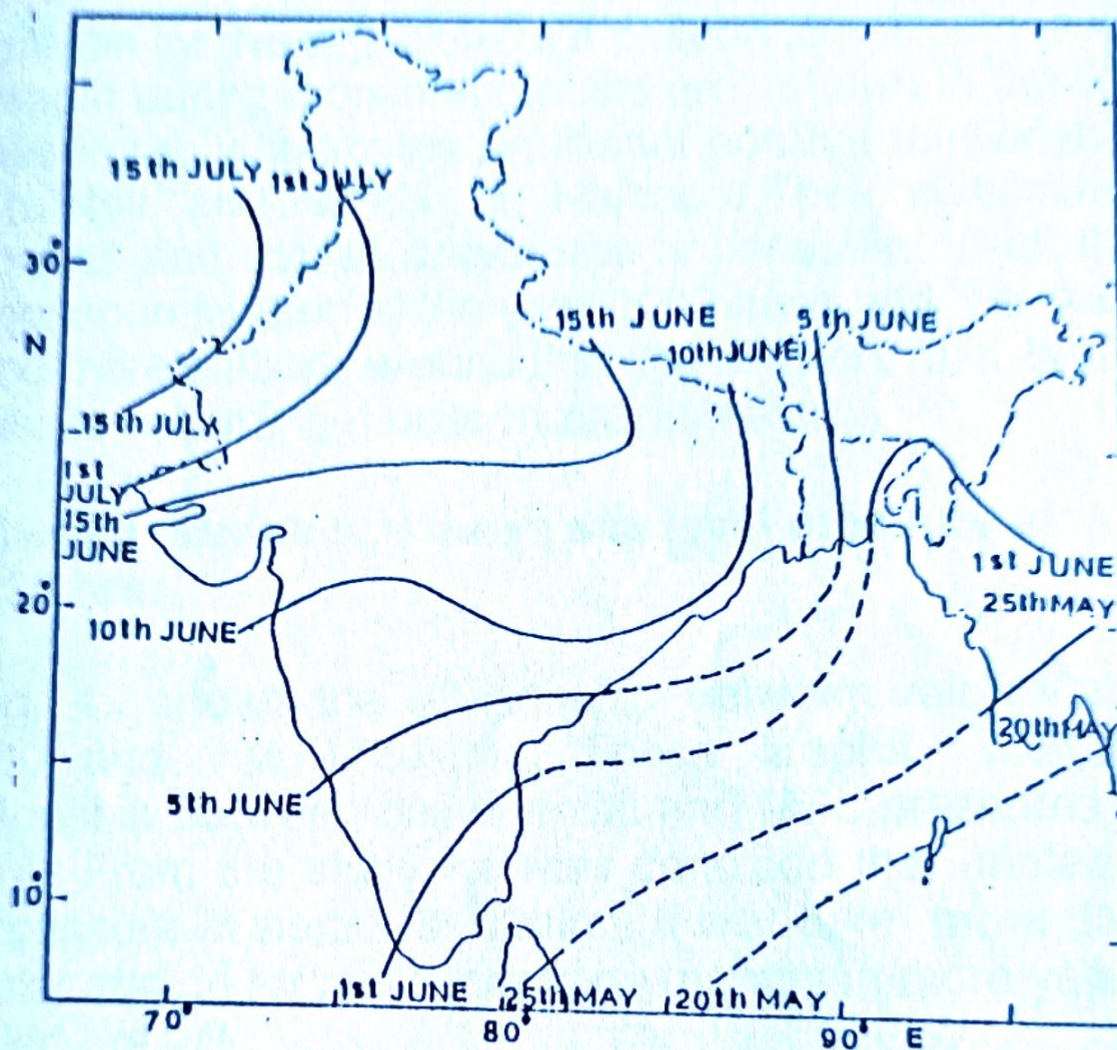 15th JULY 1st JULY
30°
N
15th JUNE 5th JUNE
10th JUNE
15th JULY
1st
JULY
15th
JUNE
1st JUNE
20°
25th MAY
10th JUNE
30th MAY
5th JUNE
10°
1st JUNE 25th MAY 20th MAY
70° 80° 90° E